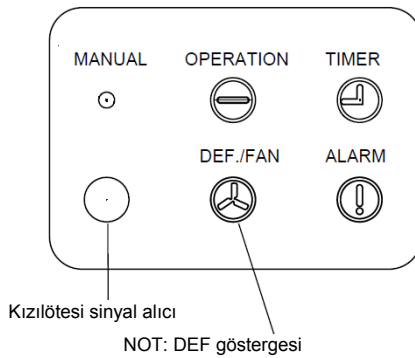 MANUAL OPERATION TIMER
DEF./FAN ALARM
Kızılötesi sinyal alıcı
NOT: DEF göstergesi